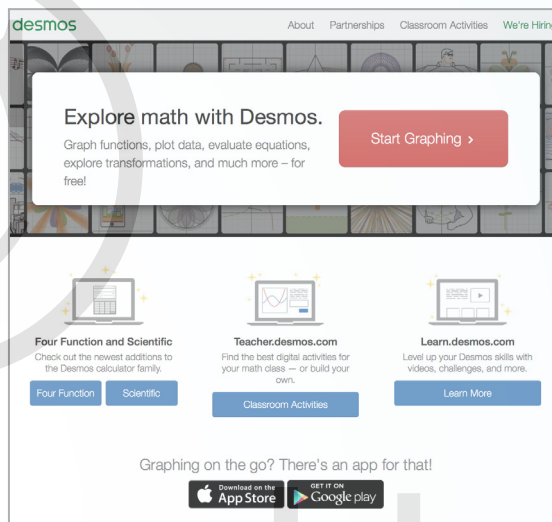 desmos
About Partnerships Classroom Activities We're Hiring
Explore math with Desmos.
Graph functions, plot data, evaluate equations,
explore transformations, and much more – for
free!
Start Graphing ›
Four Function and Scientific
Check out the newest additions to
the Desmos calculator family.
Four Function Scientific
Teacher.desmos.com
Find the best digital activities for
your math class — or build your
own.
Classroom Activities
Learn.desmos.com
Level up your Desmos skills with
videos, challenges, and more.
Learn More
Graphing on the go? There's an app for that!
Download on the
App Store
GET IT ON
Google play